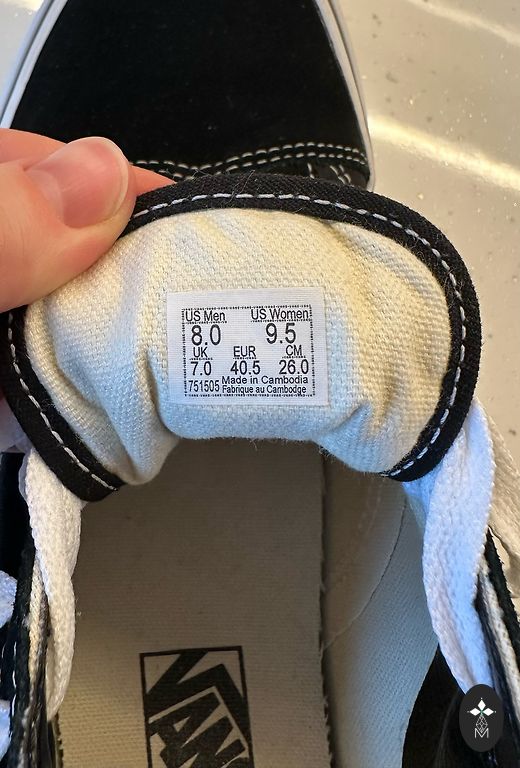 US Men US Women
8.0 9.5
UK EUR CM
7.0 40.5 26.0
751505 Made in Cambodia
Fabrique au Cambodge
VANS